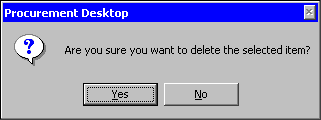 Procurement Desktop
Are you sure you want to delete the selected item?
Yes
No